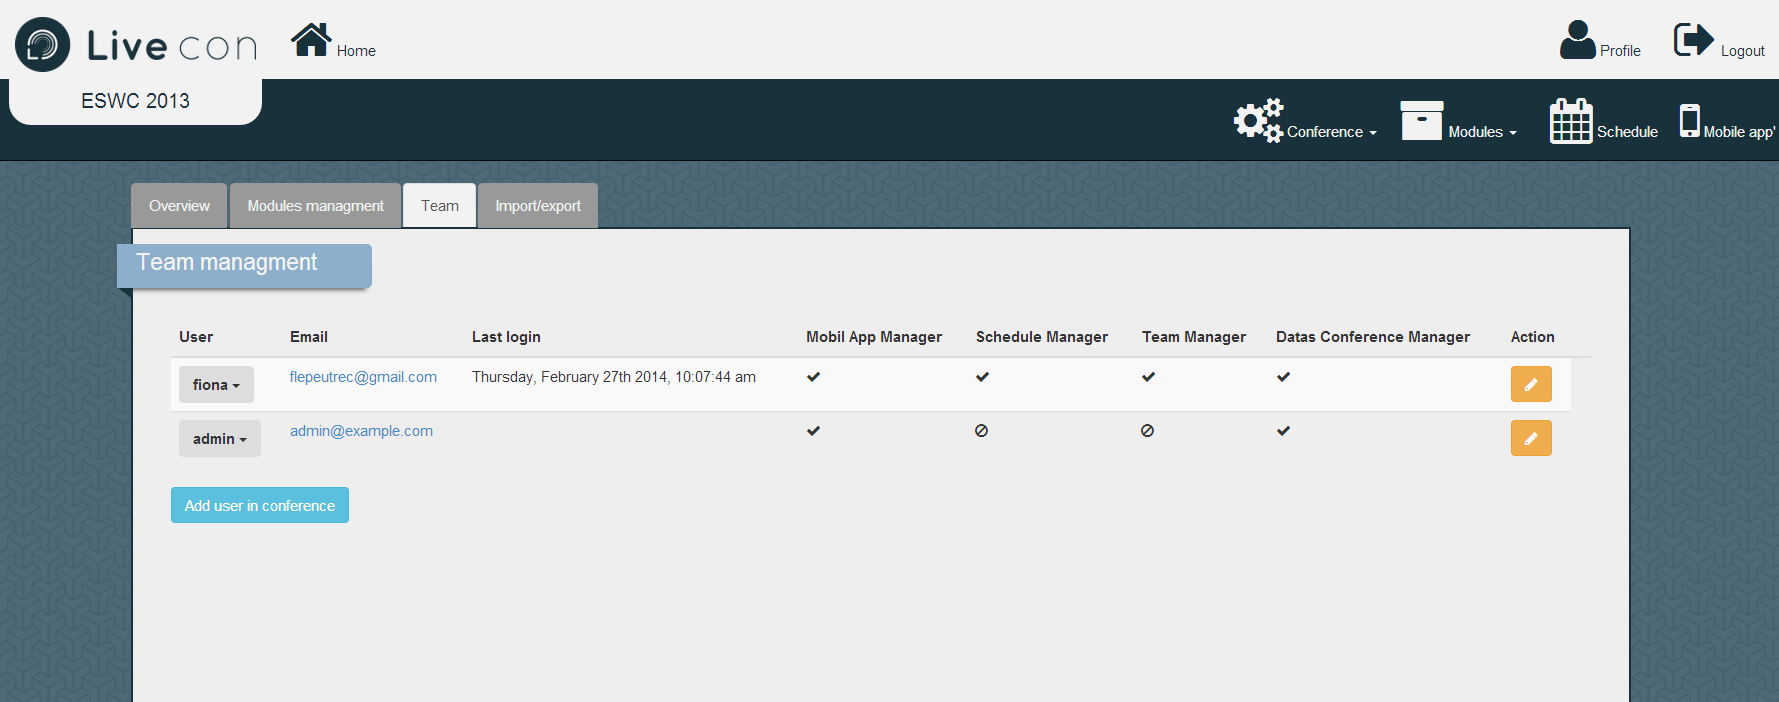 Live con
Home
Profile
Logout
ESWC 2013
Conference
Modules
Schedule
Mobile app'
Overview
Modules managment
Team
Import/export
Team managment
User Email Last login Mobil App Manager Schedule Manager Team Manager Datas Conference Manager Action
fiona flepeutrec@gmail.com Thursday, February 27th 2014, 10:07:44 am
admin admin@example.com
Add user in conference